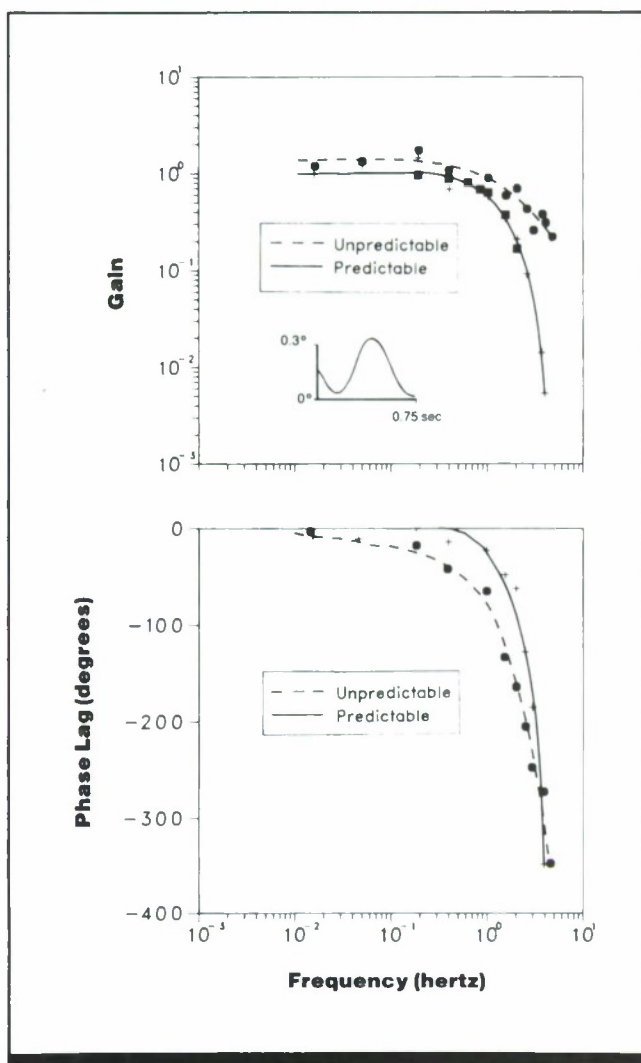 Gain
10¹
10⁰
10⁻¹
10⁻²
10⁻³
Unpredictable
Predictable
0.3°
0°
0.75 sec
Phase Lag (degrees)
0
-100
-200
-300
-400
Unpredictable
Predictable
10⁻³ 10⁻² 10⁻¹ 10⁰ 10¹
Frequency (hertz)